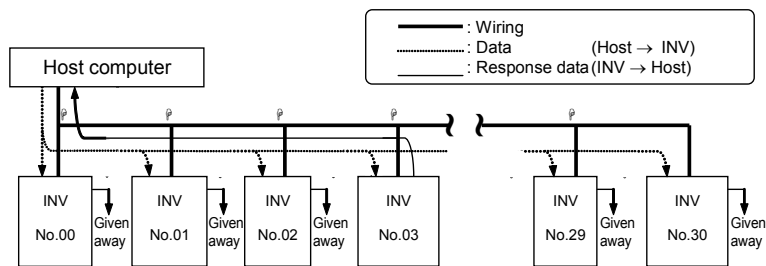 : Wiring
: Data (Host → INV)
: Response data (INV → Host)
Host computer
INV
No.00
Given
away
INV
No.01
Given
away
INV
No.02
Given
away
INV
No.03
INV
No.29
Given
away
INV
No.30
Given
away